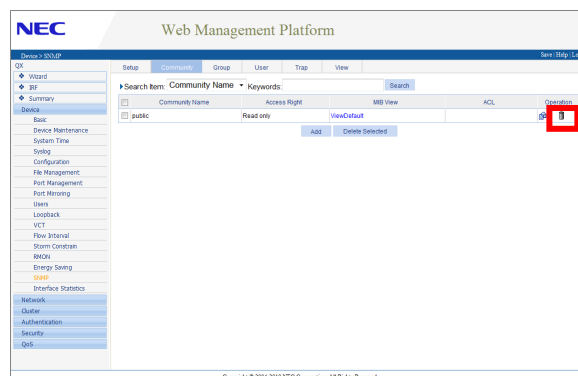 NEC
Web Management Platform
Device > SNMP
Save | Help |
QX
Wizard
IRF
Summary
Device
Basic
Device Maintenance
System Time
Syslog
Configuration
File Management
Port Management
Port Mirroring
Users
Loopback
VCT
Flow Interval
Storm Constrain
RMON
Energy Saving
SNMP
Interface Statistics
Network
Cluster
Authentication
Security
QoS
Setup Community Group User Trap View
Search Item: Community Name Keywords: Search
Community Name Access Right MIB View ACL Operation
public Read only ViewDefault
Add Delete Selected